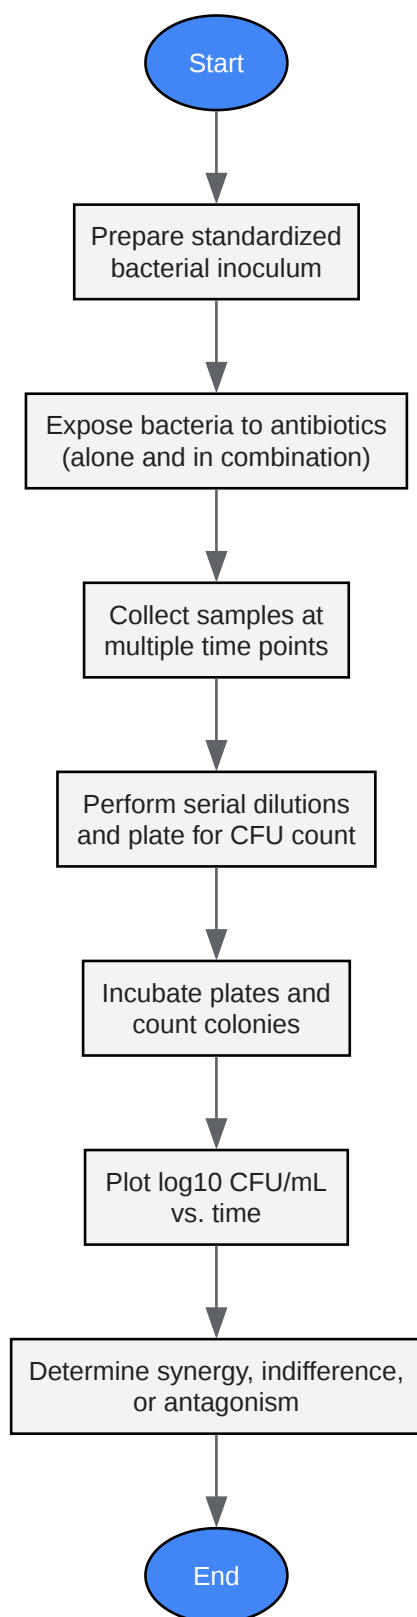 Start
Prepare standardized
bacterial inoculum
Expose bacteria to antibiotics
(alone and in combination)
Collect samples at
multiple time points
Perform serial dilutions
and plate for CFU count
Incubate plates and
count colonies
Plot log10 CFU/mL
vs. time
Determine synergy, indifference,
or antagonism
End